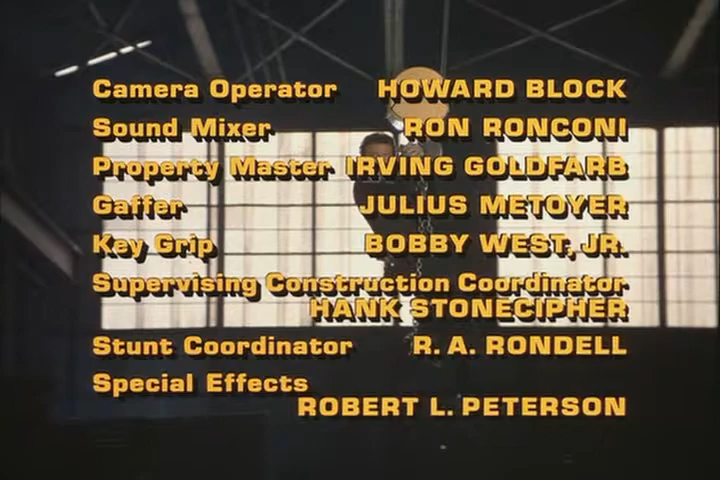 Camera Operator HOWARD BLOCK
Sound Mixer RON RONCONI
Property Master IRVING GOLDFARB
Gaffer JULIUS METOYER
Key Grip BOBBY WEST, JR.
Supervising Construction Coordinator
HANK STONECIPHER
Stunt Coordinator R. A. RONDELL
Special Effects
ROBERT L. PETERSON